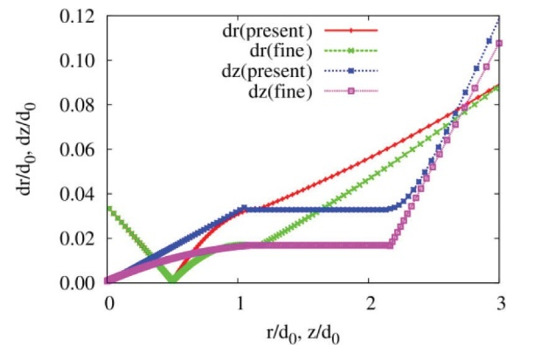 0.12
0.10
0.08
0.06
0.04
0.02
0.00
dr/d₀, dz/d₀
dr(present)
dr(fine)
dz(present)
dz(fine)
0 1 2 3
r/d₀, z/d₀